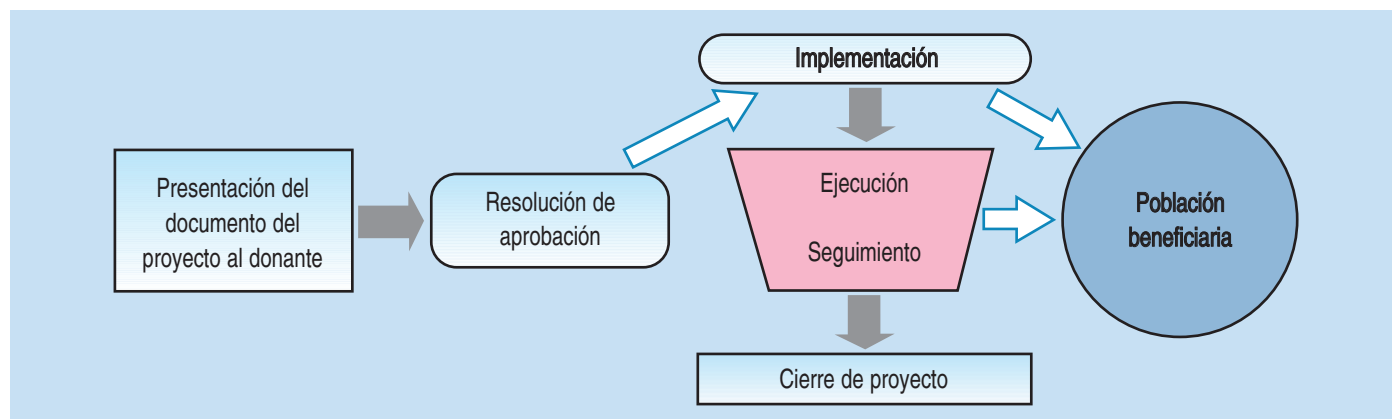 Presentación del
documento del
proyecto al donante
Resolución de
aprobación
Implementación
Ejecución
Seguimiento
Cierre de proyecto
Población
beneficiaria